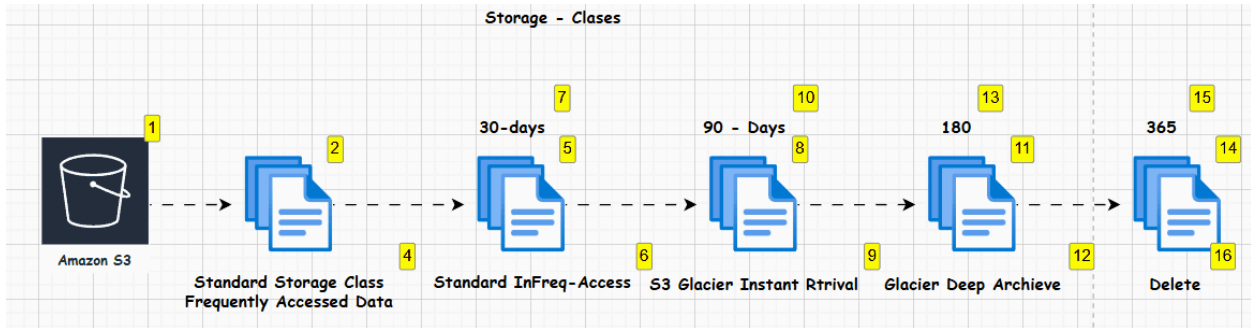 Storage - Clases
1
Amazon S3
2
4
Standard Storage Class
Frequently Accessed Data
7
30-days
5
6
Standard InFreq-Access
10
90 - Days
8
9
S3 Glacier Instant Rtrival
13
180
11
12
Glacier Deep Archieve
15
365
14
16
Delete